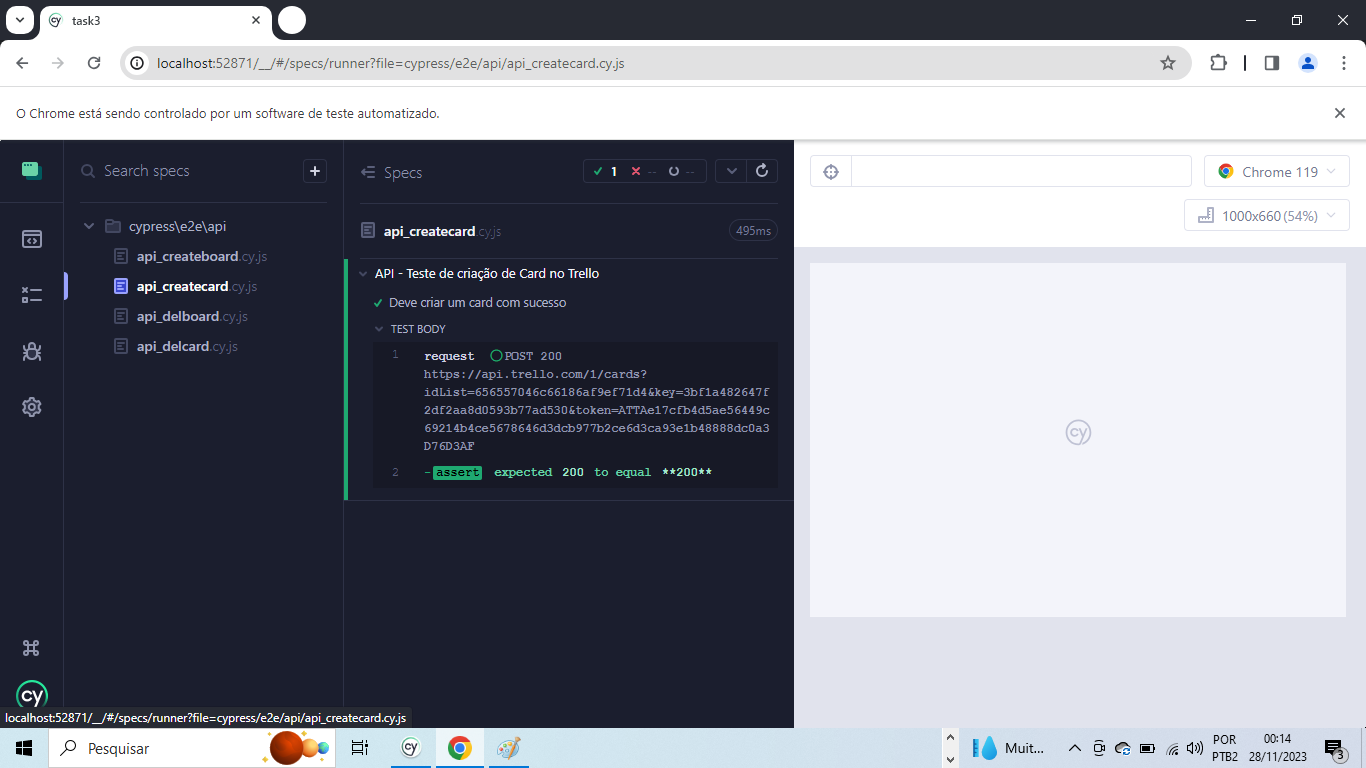 task3
localhost:52871/__/#/specs/runner?file=cypress/e2e/api/api_createcard.cy.js
O Chrome está sendo controlado por um software de teste automatizado.
Search specs
+
cypress\e2e\api
api_createboard.cy.js
api_createcard.cy.js
api_delboard.cy.js
api_delcard.cy.js
Specs
1 -- --
api_createcard.cy.js 495ms
API - Teste de criação de Card no Trello
Deve criar um card com sucesso
TEST BODY
1 request POST 200
https://api.trello.com/1/cards?
idList=656557046c66186af9ef71d4&key=3bf1a482647f
2df2aa8d0593b77ad530&token=ATTAe17cfb4d5ae56449c
69214b4ce5678646d3dcb977b2ce6d3ca93e1b48888dc0a3
D76D3AF
2 -assert expected 200 to equal **200**
Chrome 119
1000x660 (54%)
cy
cy
localhost:52871/__/#/specs/runner?file=cypress/e2e/api/api_createcard.cy.js
Pesquisar
cy
Muit...
POR
PTB2
00:14
28/11/2023
3